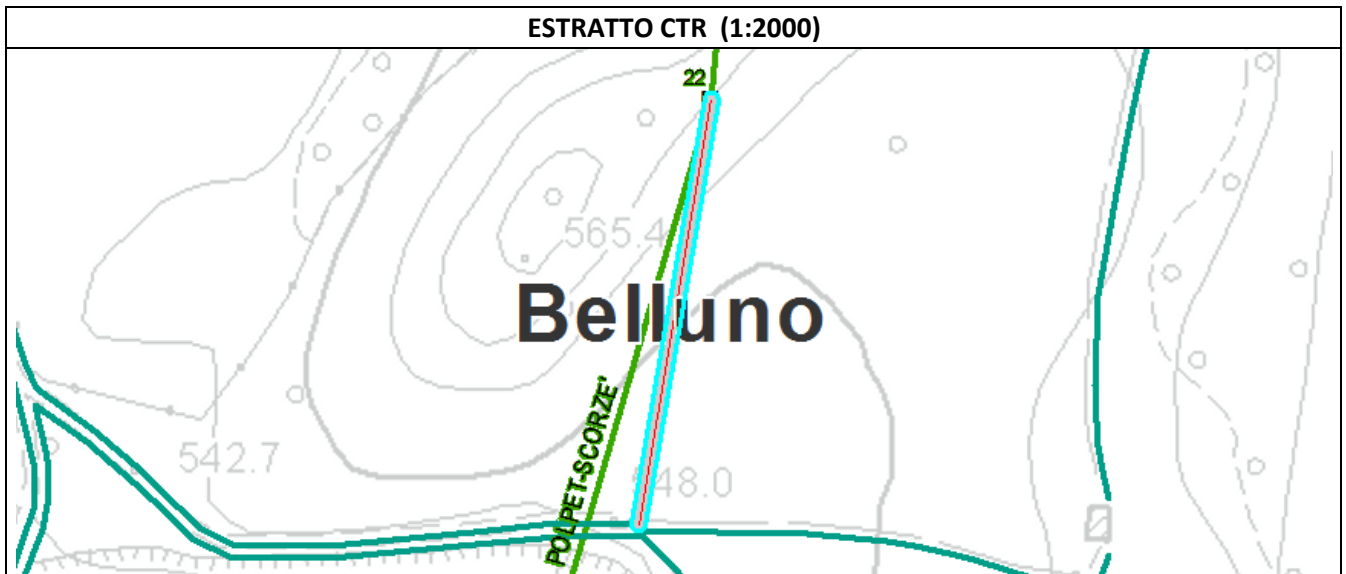 ESTRATTO CTR (1:2000)
22
565.4
Belluno
POLPET-SCORZE'
542.7
48.0